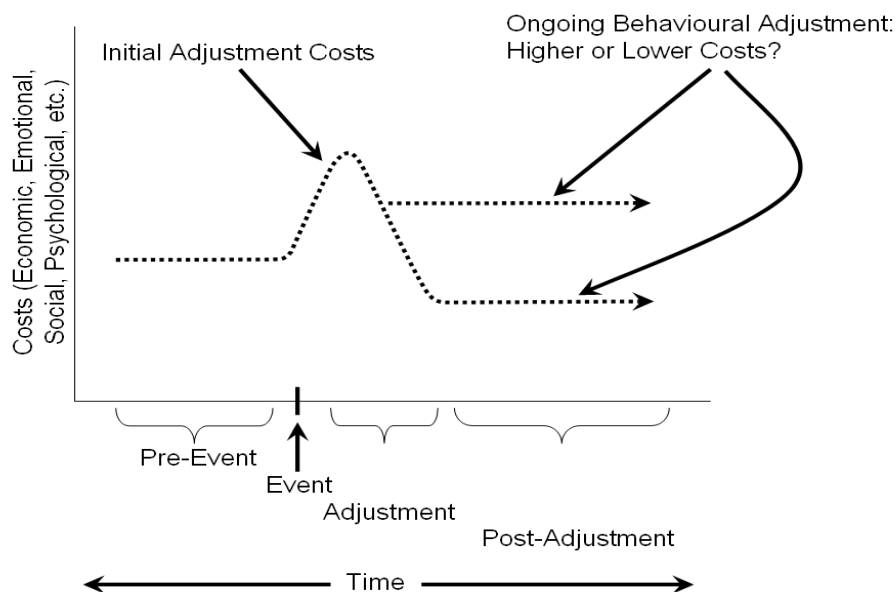 Initial Adjustment Costs
Ongoing Behavioural Adjustment:
Higher or Lower Costs?
Costs (Economic, Emotional,
Social, Psychological, etc.)
Pre-Event
Event
Adjustment
Post-Adjustment
Time